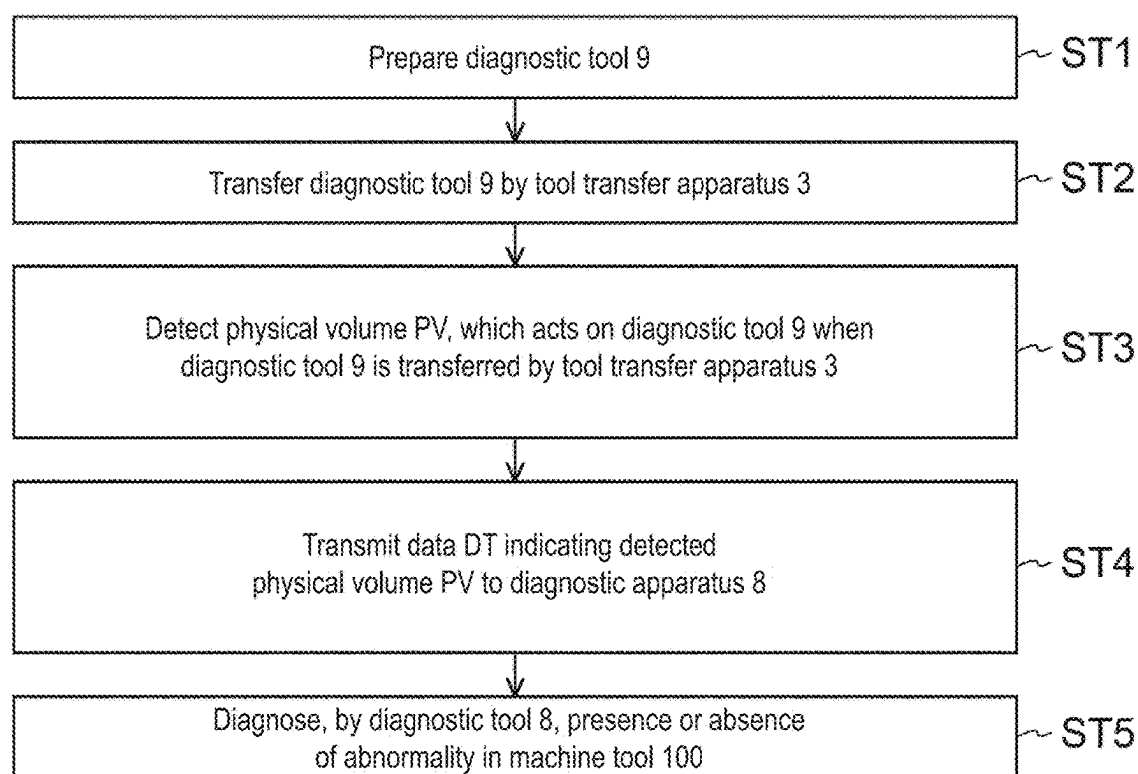 Prepare diagnostic tool 9
ST1
Transfer diagnostic tool 9 by tool transfer apparatus 3
ST2
Detect physical volume PV, which acts on diagnostic tool 9 when
diagnostic tool 9 is transferred by tool transfer apparatus 3
ST3
Transmit data DT indicating detected
physical volume PV to diagnostic apparatus 8
ST4
Diagnose, by diagnostic tool 8, presence or absence
of abnormality in machine tool 100
ST5